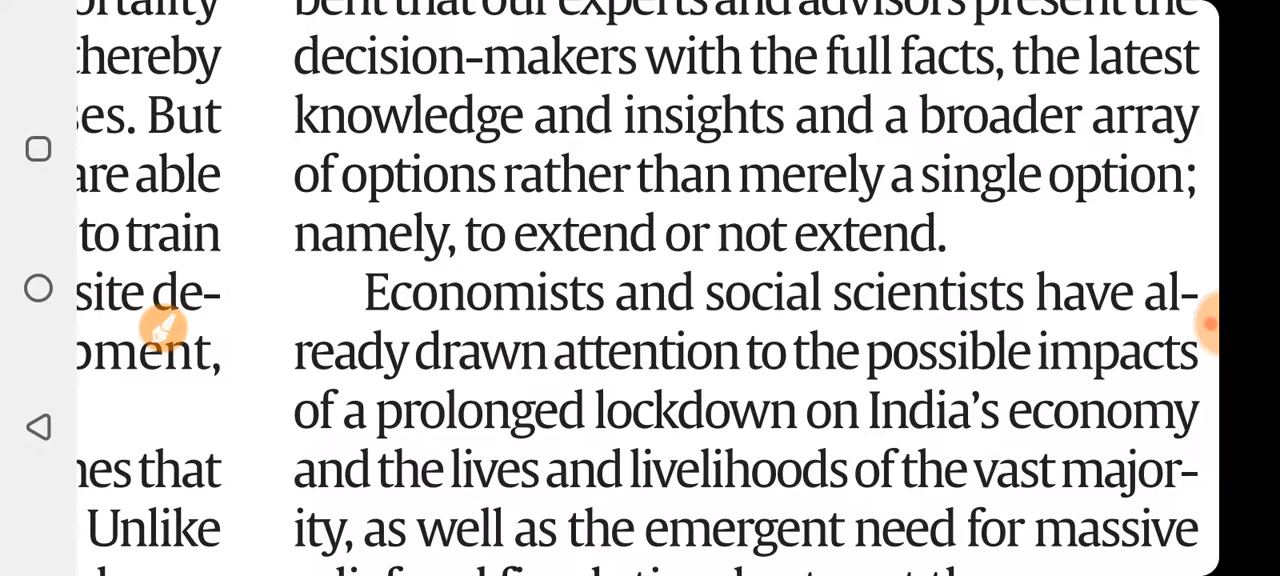 thereby
But
are able
to train
site de-
Unlike
that
decision-makers with the full facts, the latest
knowledge and insights and a broader array
of options rather than merely a single option;
namely, to extend or not extend.
Economists and social scientists have al-
ready drawn attention to the possible impacts
of a prolonged lockdown on India’s economy
and the lives and livelihoods of the vast major-
ity, as well as the emergent need for massive